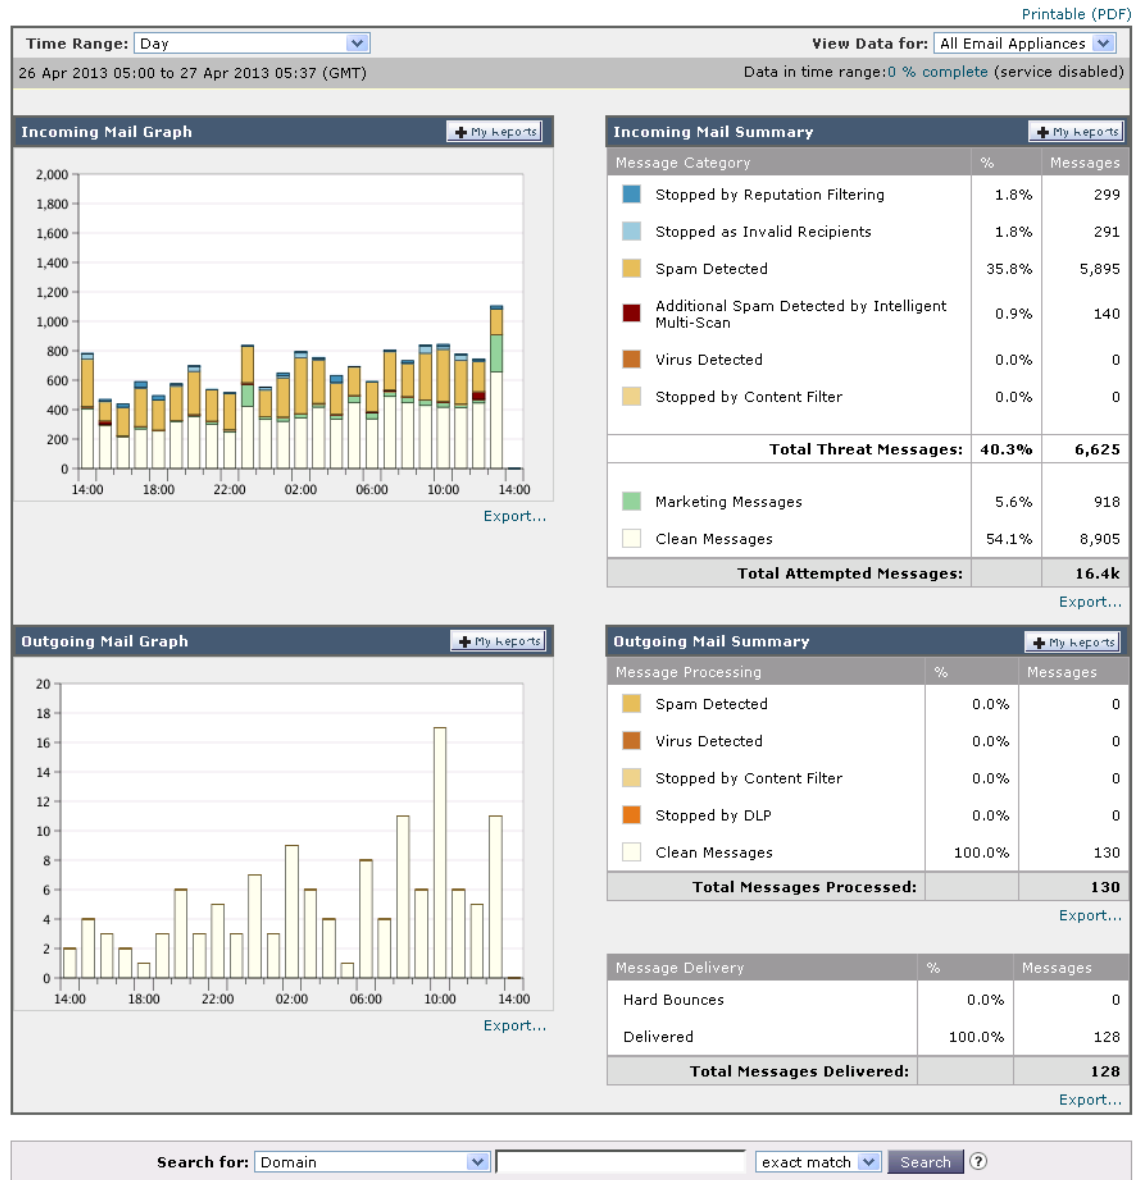 Printable (PDF)
Time Range: Day View Data for: All Email Appliances
26 Apr 2013 05:00 to 27 Apr 2013 05:37 (GMT) Data in time range:0 % complete (service disabled)
Incoming Mail Graph My Reports
2,000
1,800
1,600
1,400
1,200
1,000
800
600
400
200
0
14:00 18:00 22:00 02:00 06:00 10:00 14:00
Export...
Incoming Mail Summary My Reports
Message Category % Messages
Stopped by Reputation Filtering 1.8% 299
Stopped as Invalid Recipients 1.8% 291
Spam Detected 35.8% 5,895
Additional Spam Detected by Intelligent
Multi-Scan 0.9% 140
Virus Detected 0.0% 0
Stopped by Content Filter 0.0% 0
Total Threat Messages: 40.3% 6,625
Marketing Messages 5.6% 918
Clean Messages 54.1% 8,905
Total Attempted Messages: 16.4k
Export...
Outgoing Mail Graph My Reports
20
18
16
14
12
10
8
6
4
2
0
14:00 18:00 22:00 02:00 06:00 10:00 14:00
Export...
Outgoing Mail Summary My Reports
Message Processing % Messages
Spam Detected 0.0% 0
Virus Detected 0.0% 0
Stopped by Content Filter 0.0% 0
Stopped by DLP 0.0% 0
Clean Messages 100.0% 130
Total Messages Processed: 130
Export...
Message Delivery % Messages
Hard Bounces 0.0% 0
Delivered 100.0% 128
Total Messages Delivered: 128
Export...
Search for: Domain exact match Search ?